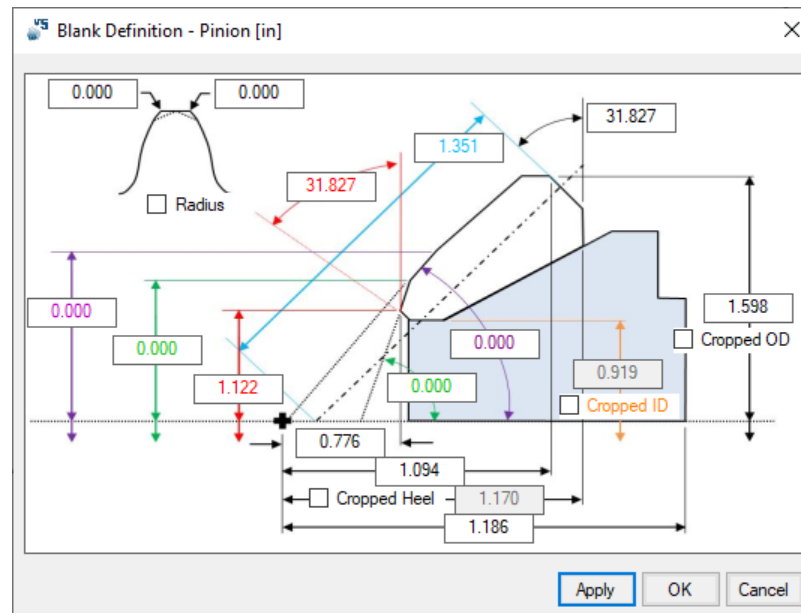 Blank Definition - Pinion [in]
0.000
0.000
31.827
1.351
31.827
Radius
0.000
1.598
0.000
0.000
Cropped OD
0.919
1.122
0.000
Cropped ID
0.776
1.094
Cropped Heel
1.170
1.186
Apply
OK
Cancel